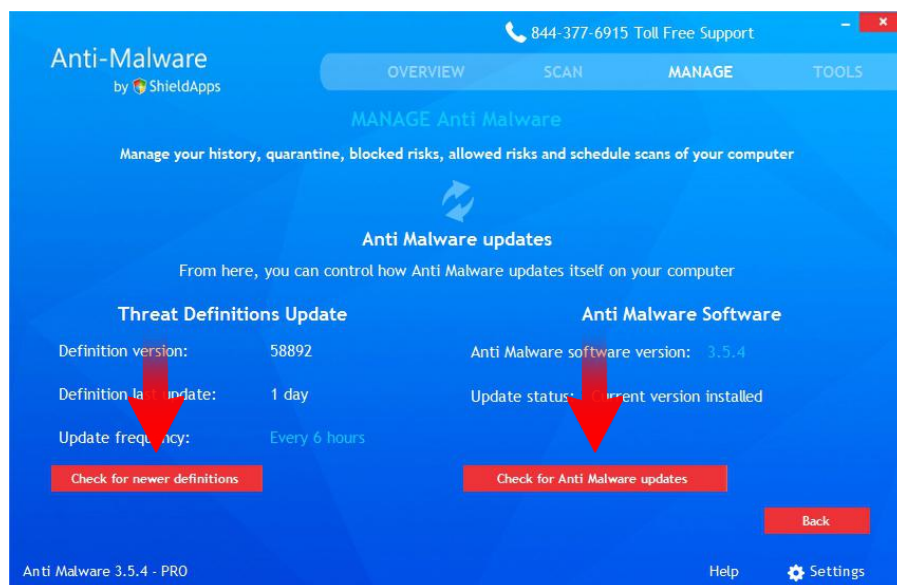 844-377-6915 Toll Free Support
Anti-Malware
by ShieldApps
OVERVIEW SCAN MANAGE TOOLS
MANAGE Anti Malware
Manage your history, quarantine, blocked risks, allowed risks and schedule scans of your computer
Anti Malware updates
From here, you can control how Anti Malware updates itself on your computer
Threat Definitions Update
Definition version: 58892
Definition last update: 1 day
Update frequency: Every 6 hours
Check for newer definitions
Anti Malware Software
Anti Malware software version: 3.5.4
Update status: Current version installed
Check for Anti Malware updates
Back
Anti Malware 3.5.4 - PRO
Help Settings